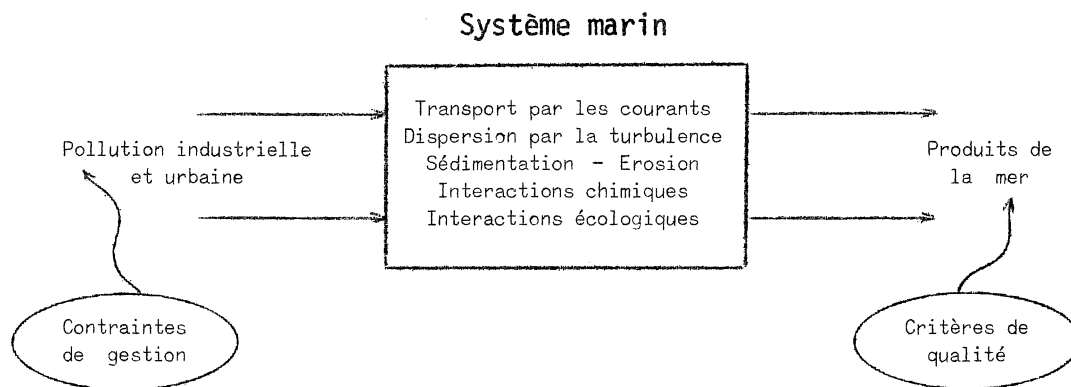 Système marin
Transport par les courants
Dispersion par la turbulence
Sédimentation - Erosion
Interactions chimiques
Interactions écologiques
Pollution industrielle
et urbaine
Produits de
la mer
Contraintes
de gestion
Critères de
qualité